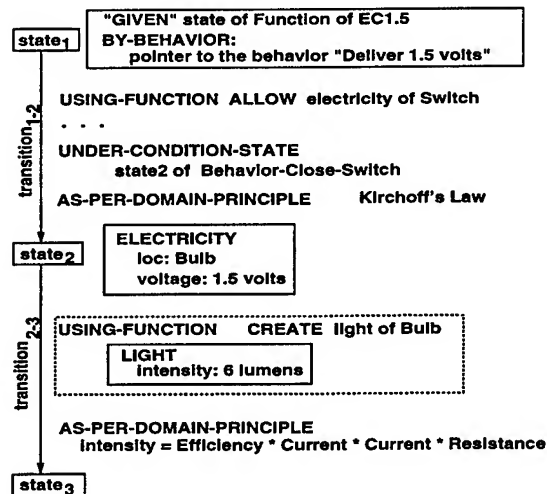 state1
"GIVEN" state of Function of EC1.5
BY-BEHAVIOR:
pointer to the behavior "Deliver 1.5 volts"
transition1-2
USING-FUNCTION ALLOW electricity of Switch
. . .
UNDER-CONDITION-STATE
state2 of Behavior-Close-Switch
AS-PER-DOMAIN-PRINCIPLE Kirchoff's Law
state2
ELECTRICITY
loc: Bulb
voltage: 1.5 volts
transition2-3
USING-FUNCTION CREATE light of Bulb
LIGHT
intensity: 6 lumens
AS-PER-DOMAIN-PRINCIPLE
intensity = Efficiency * Current * Current * Resistance
state3